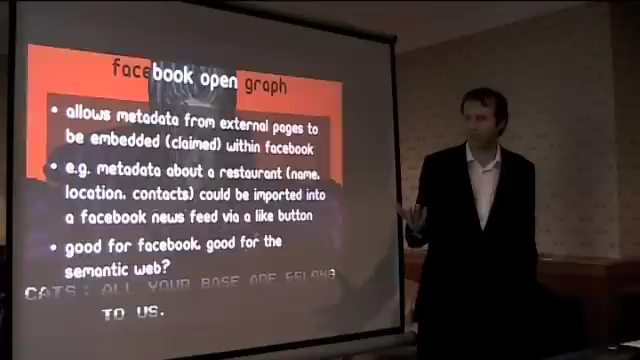 facebook open graph
• allows metadata from external pages to
be embedded (claimed) within facebook
• e.g. metadata about a restaurant (name,
location, contacts) could be imported into
a facebook news feed via a like button
• good for facebook, good for the
semantic web?
CATS: ALL YOUR BASE ARE BELONG
TO US.